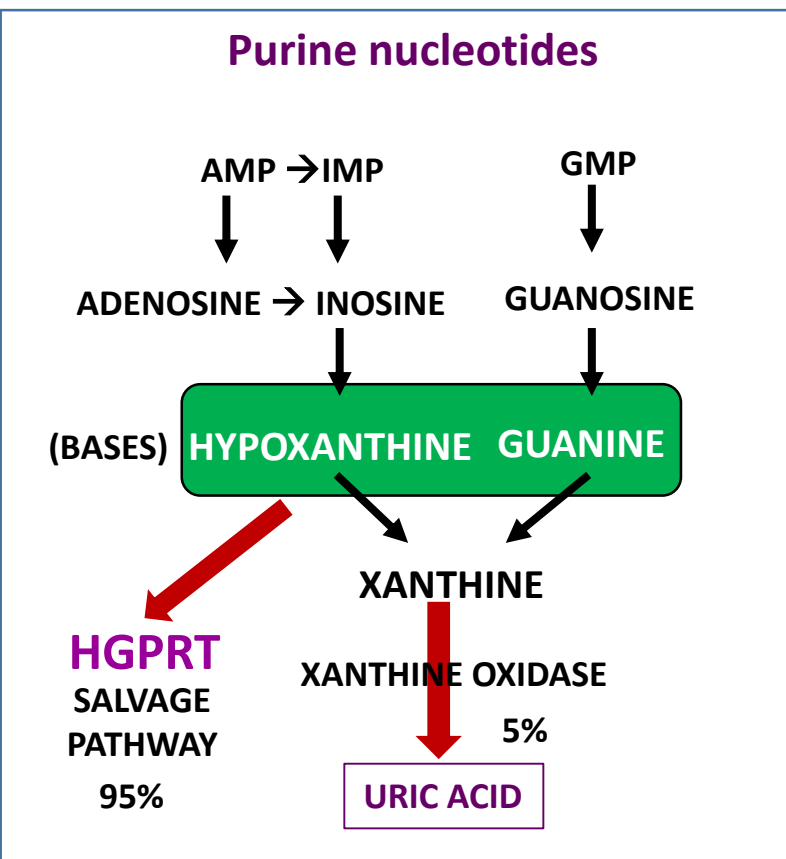 Purine nucleotides
AMP →IMP
GMP
ADENOSINE → INOSINE
GUANOSINE
(BASES)
HYPOXANTHINE
GUANINE
XANTHINE
HGPRT
SALVAGE
PATHWAY
95%
XANTHINE OXIDASE
5%
URIC ACID